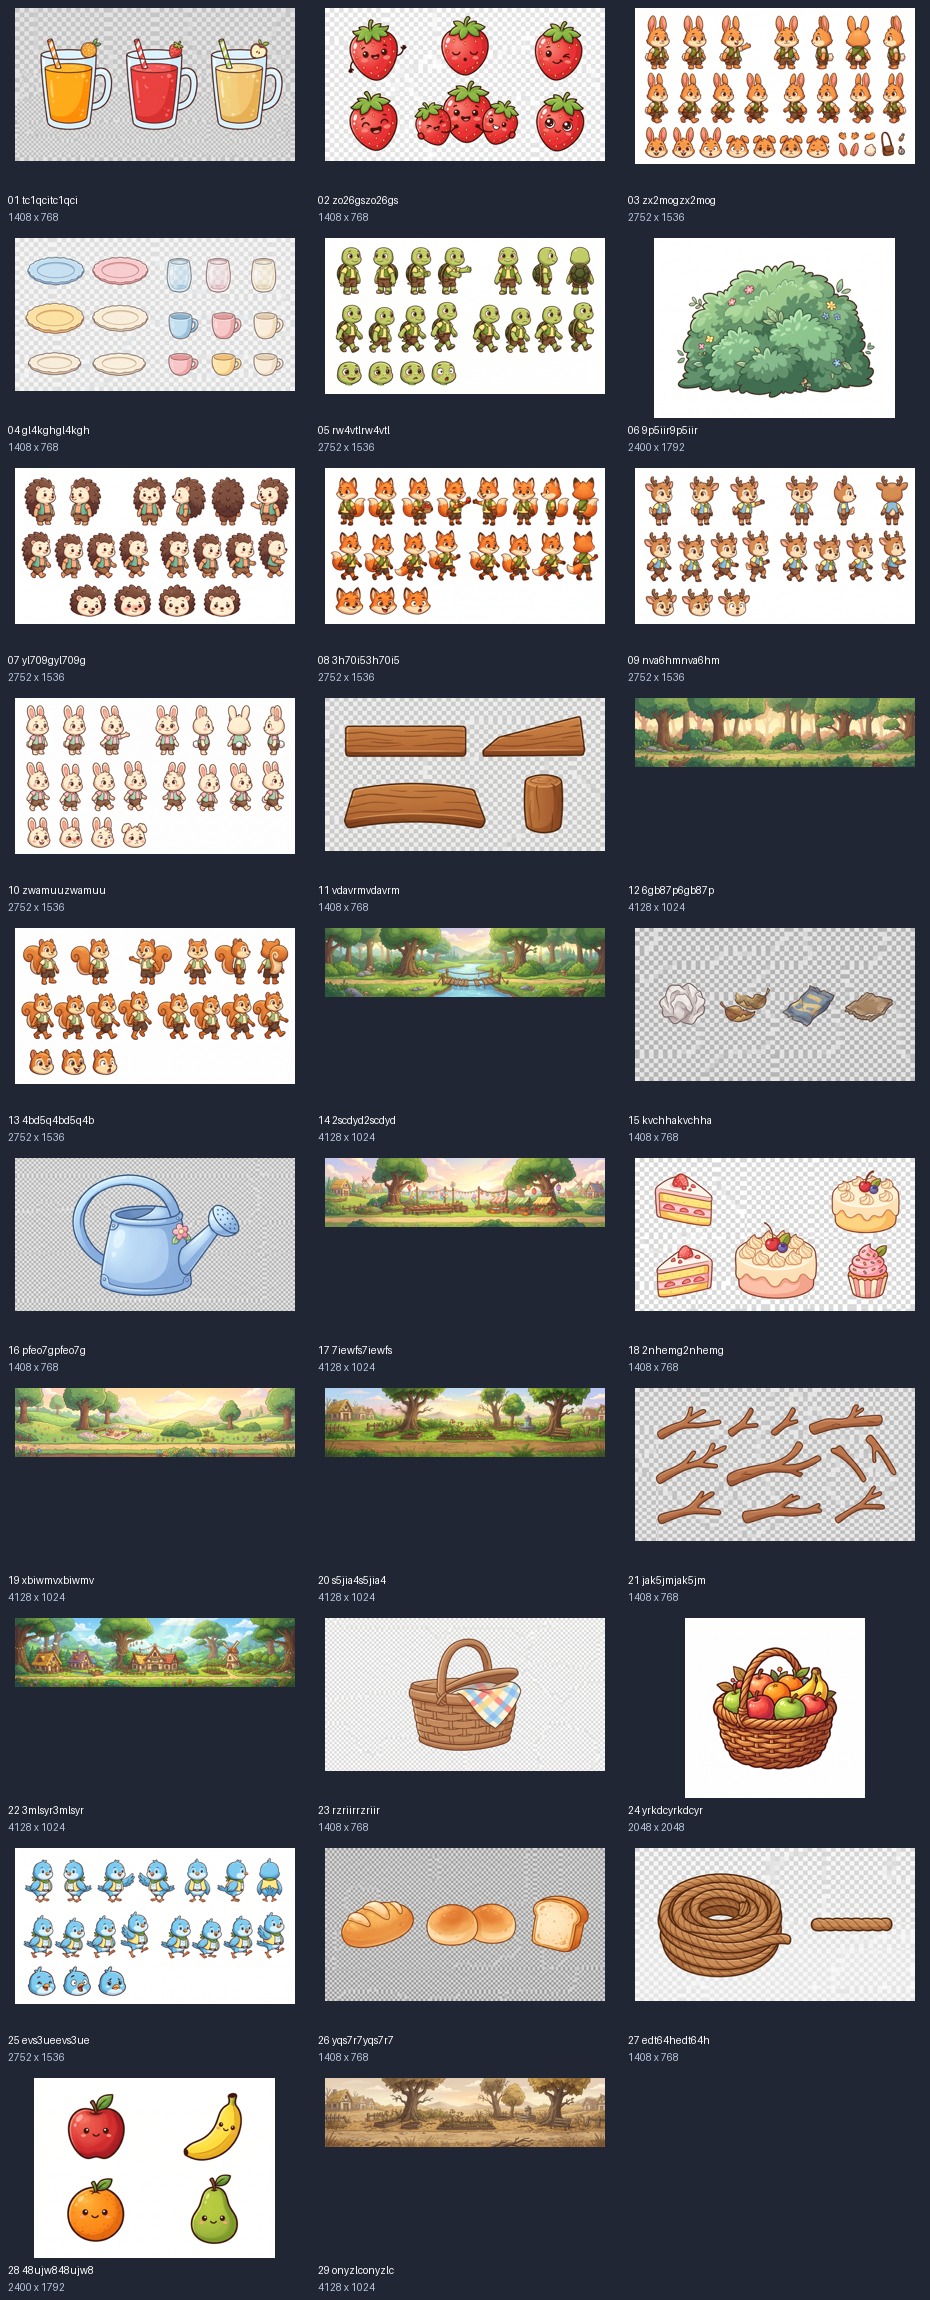 01 tc1qcitc1qci
1408 x 768
02 zo26gszo26gs
1408 x 768
03 zx2mogzx2mog
2752 x 1536
04 gl4kghgl4kgh
1408 x 768
05 rw4vtlrw4vtl
2752 x 1536
06 9p5iir9p5iir
2400 x 1792
07 yl709gyl709g
2752 x 1536
08 3h70i53h70i5
2752 x 1536
09 nva6hmnva6hm
2752 x 1536
10 zwamuuzwamuu
2752 x 1536
11 vdavrmvdavrm
1408 x 768
12 6gb87p6gb87p
4128 x 1024
13 4bd5q4bd5q4b
2752 x 1536
14 2scdyd2scdyd
4128 x 1024
15 kvchhakvchha
1408 x 768
16 pfeo7gpfeo7g
1408 x 768
17 7iewfs7iewfs
4128 x 1024
18 2nhemg2nhemg
1408 x 768
19 xbiwmvxbiwmv
4128 x 1024
20 s5jia4s5jia4
4128 x 1024
21 jak5jmjak5jm
1408 x 768
22 3mlsyr3mlsyr
4128 x 1024
23 rzriirrzriir
1408 x 768
24 yrkdcyrkdcyr
2048 x 2048
25 evs3ueevs3ue
2752 x 1536
26 yqs7r7yqs7r7
1408 x 768
27 edt64hedt64h
1408 x 768
28 48ujw848ujw8
2400 x 1792
29 onyzlconyzlc
4128 x 1024